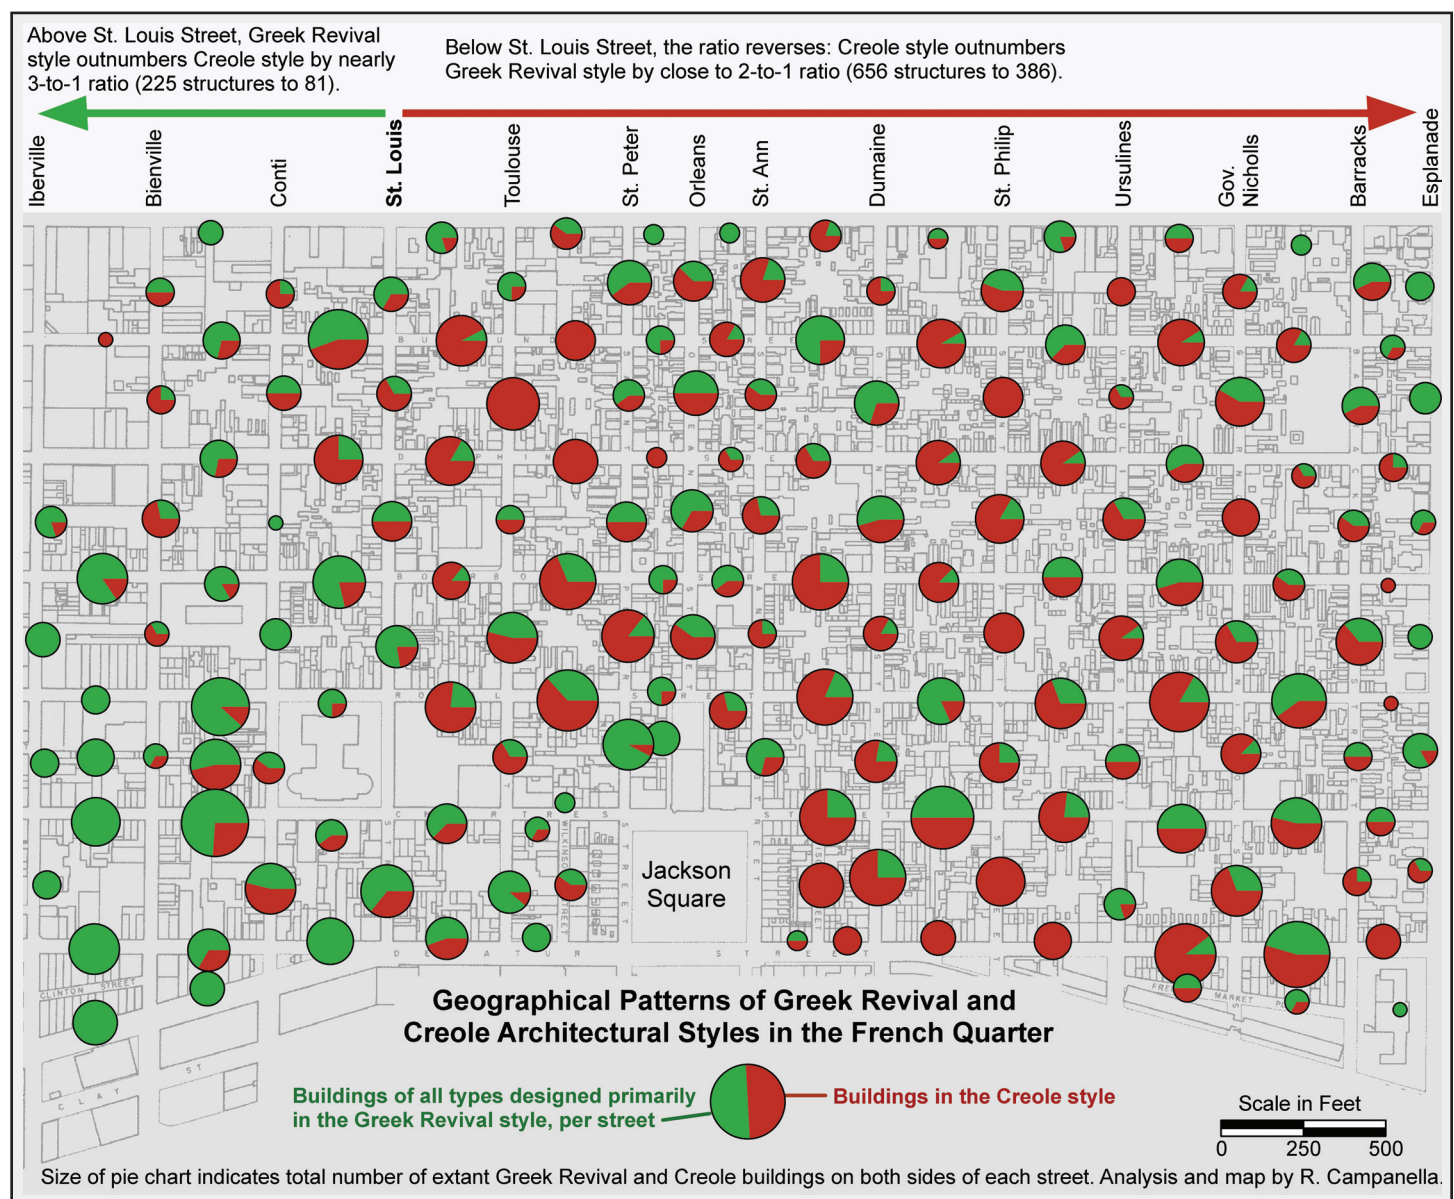 Above St. Louis Street, Greek Revival
style outnumbers Creole style by nearly
3-to-1 ratio (225 structures to 81).
Below St. Louis Street, the ratio reverses: Creole style outnumbers
Greek Revival style by close to 2-to-1 ratio (656 structures to 386).
Iberville
Bienville
Conti
St. Louis
Toulouse
St. Peter
Orleans
St. Ann
Dumaine
St. Philip
Ursulines
Gov.
Nicholls
Barracks
Esplanade
Jackson
Square
WILKINSON
STREET
STREET
CLINTON STREET
CLAY
ST
Geographical Patterns of Greek Revival and
Creole Architectural Styles in the French Quarter
Buildings of all types designed primarily
in the Greek Revival style, per street
Buildings in the Creole style
Scale in Feet
0 250 500
Size of pie chart indicates total number of extant Greek Revival and Creole buildings on both sides of each street. Analysis and map by R. Campanella.